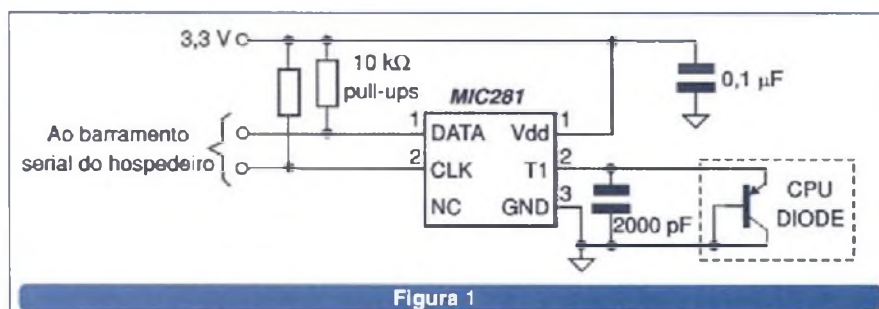 3,3 V
10 kΩ
pull-ups
MIC281
0,1 µF
Ao barramento
serial do hospedeiro
1 DATA Vdd 1
2 CLK T1 2
NC GND 3
2000 pF
CPU
DIODE
Figura 1